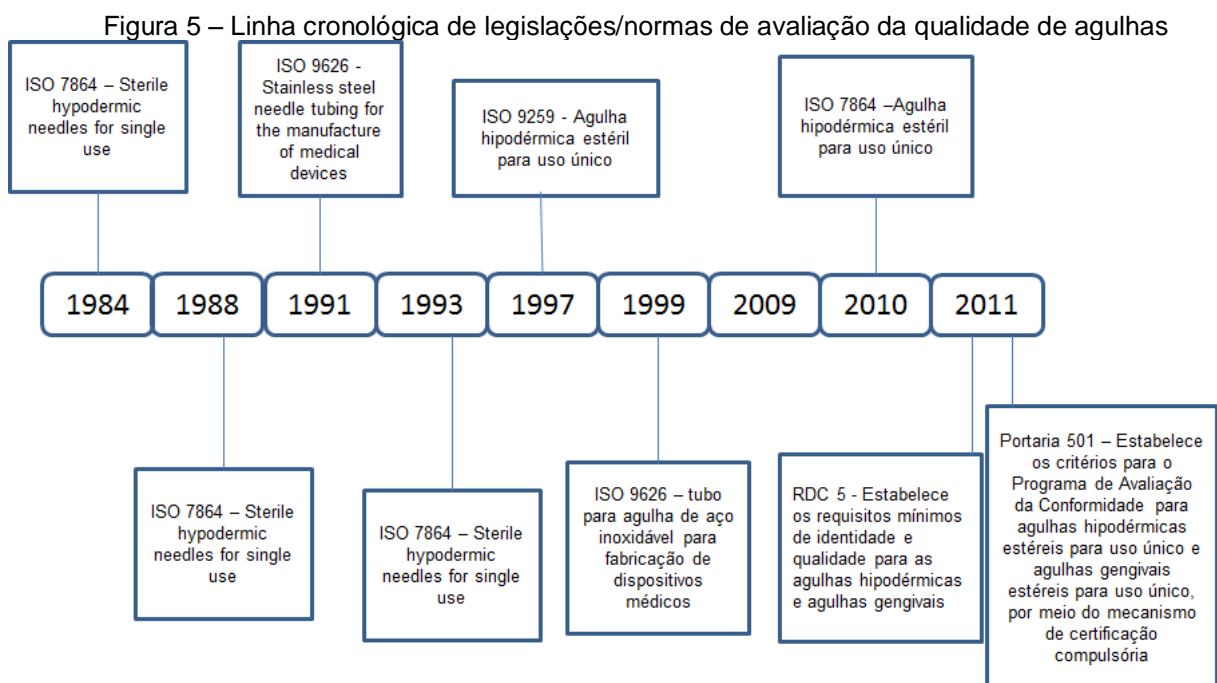 Figura 5 – Linha cronológica de legislações/normas de avaliação da qualidade de agulhas
ISO 7864 – Sterile
hypodermic
needles for single
use
ISO 9626 -
Stainless steel
needle tubing for
the manufacture
of medical
devices
ISO 9259 - Agulha
hipodérmica estéril
para uso único
ISO 7864 –Agulha
hipodérmica estéril
para uso único
1984
1988
1991
1993
1997
1999
2009
2010
2011
ISO 7864 – Sterile
hypodermic
needles for single
use
ISO 7864 – Sterile
hypodermic
needles for single
use
ISO 9626 – tubo
para agulha de aço
inoxidável para
fabricação de
dispositivos
médicos
RDC 5 - Estabelece
os requisitos mínimos
de identidade e
qualidade para as
agulhas hipodérmicas
e agulhas gengivais
Portaria 501 – Estabelece
os critérios para o
Programa de Avaliação
da Conformidade para
agulhas hipodérmicas
estéreis para uso único e
agulhas gengivais
estéreis para uso único,
por meio do mecanismo
de certificação
compulsória